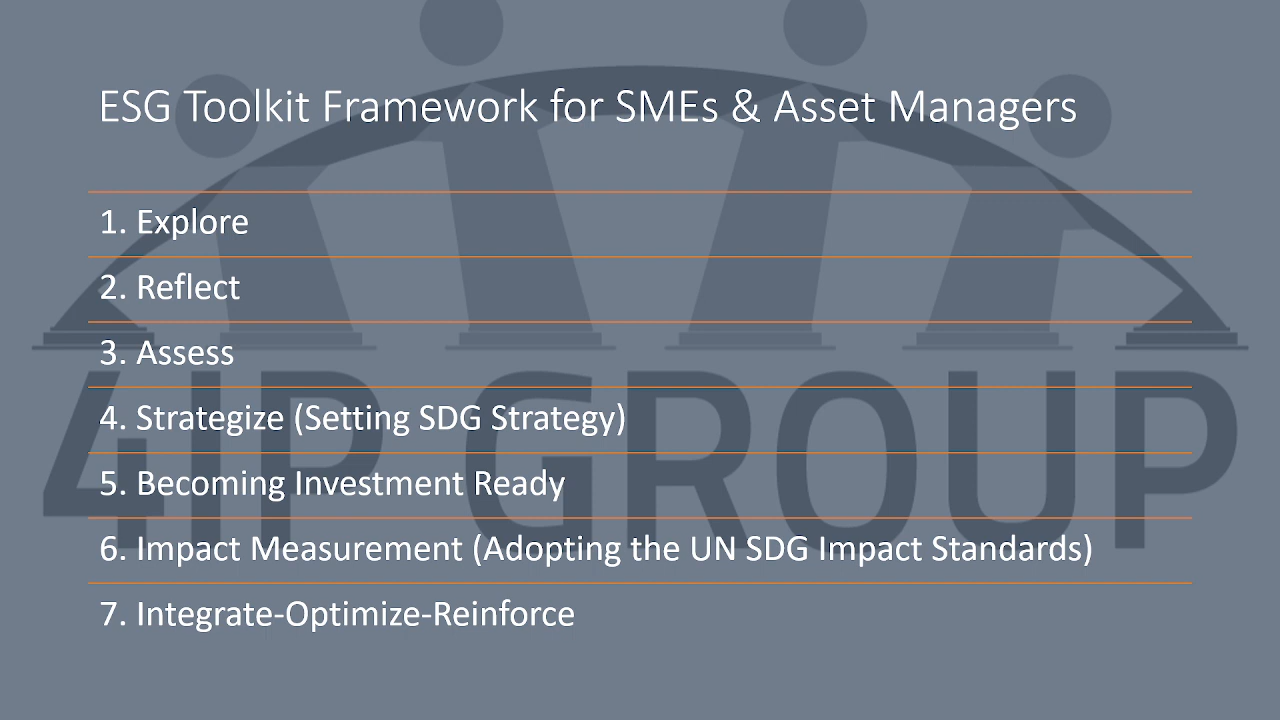 ESG Toolkit Framework for SMEs & Asset Managers
1. Explore
2. Reflect
3. Assess
4. Strategize (Setting SDG Strategy)
5. Becoming Investment Ready
6. Impact Measurement (Adopting the UN SDG Impact Standards)
7. Integrate-Optimize-Reinforce
4IP GROUP